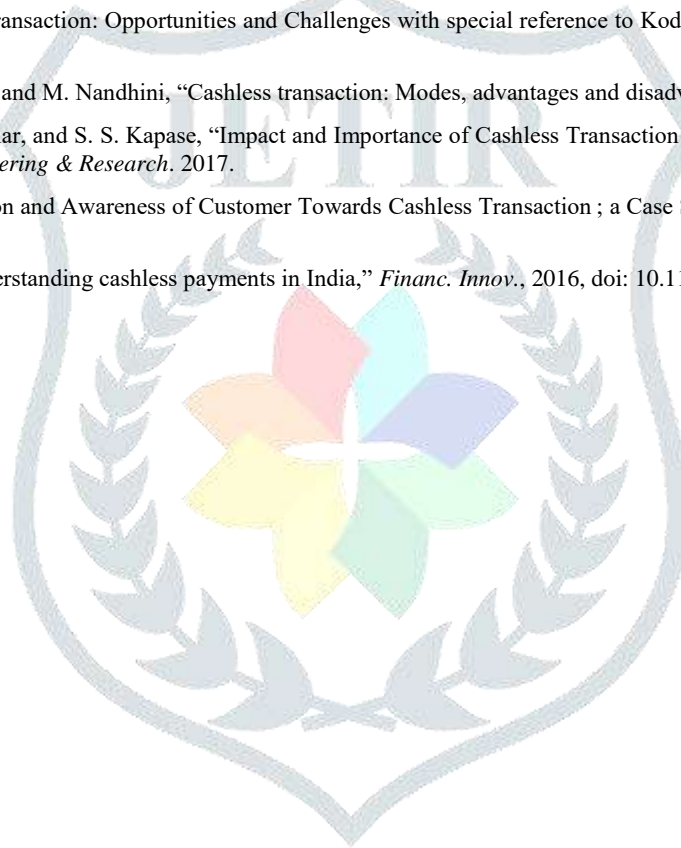 ransaction: Opportunities and Challenges with special reference to Kod
and M. Nandhini, “Cashless transaction: Modes, advantages and disadv
ar, and S. S. Kapase, “Impact and Importance of Cashless Transaction
ering & Research. 2017.
on and Awareness of Customer Towards Cashless Transaction ; a Case
erstanding cashless payments in India,” Financ. Innov., 2016, doi: 10.11
JETIR